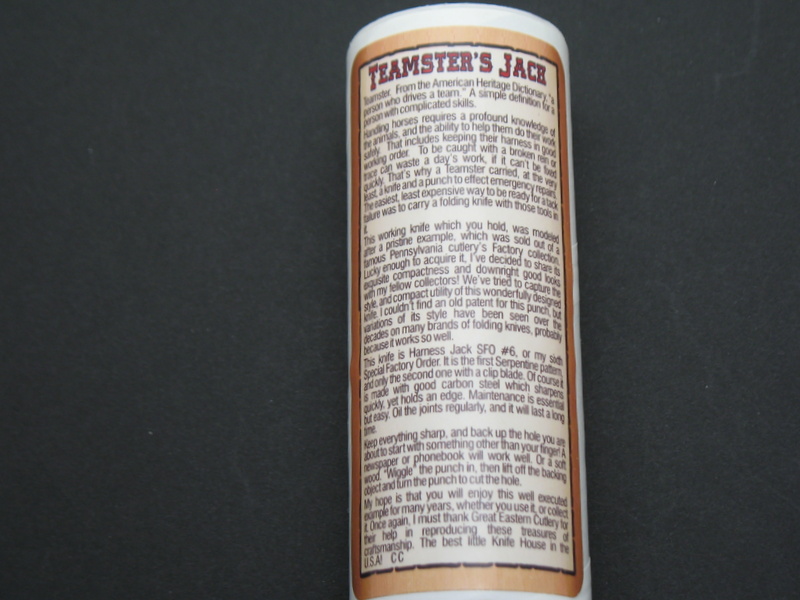 TEAMSTER'S JACK
Teamster. From the American Heritage Dictionary, "a
person who drives a team." A simple definition for a
person with complicated skills.
Handling horses requires a profound knowledge of
the animals, and the ability to help them do their work
safely. That includes keeping their harness in good
working order. To be caught with a broken rein or
trace can waste a day's work, if it can't be fixed
quickly. That's why a Teamster carried, at the very
least, a knife and a punch to effect emergency repairs.
The easiest, least expensive way to be ready for a tack
failure was to carry a folding knife with those tools in
it.
This working knife which you hold, was modeled
after a pristine example, which was sold out of a
famous Pennsylvania cutlery's Factory collection.
Lucky enough to acquire it, I've decided to share its
exquisite compactness and downright good looks
with my fellow collectors! We've tried to capture the
style, and compact utility of this wonderfully designed
knife. I couldn't find an old patent for this punch, but
variations of its style have been seen over the
decades on many brands of folding knives, probably
because it works so well.
This knife is Harness Jack SFO #6, or my sixth
Special Factory Order. It is the first Serpentine pattern,
and only the second one with a clip blade. Of course it
is made with good carbon steel which sharpens
quickly, yet holds an edge. Maintenance is essential
but easy. Oil the joints regularly, and it will last a long
time.
Keep everything sharp, and back up the hole you are
about to start with something other than your finger! A
newspaper or phonebook will work well. Or a soft
wood. "Wiggle" the punch in, then lift off the backing
object and turn the punch to cut the hole.
My hope is that you will enjoy this well executed
example for many years, whether you use it, or collect
it. Once again, I must thank Great Eastern Cutlery for
their help in reproducing these treasures of
craftsmanship. The best little Knife House in the
U.S.A! CC